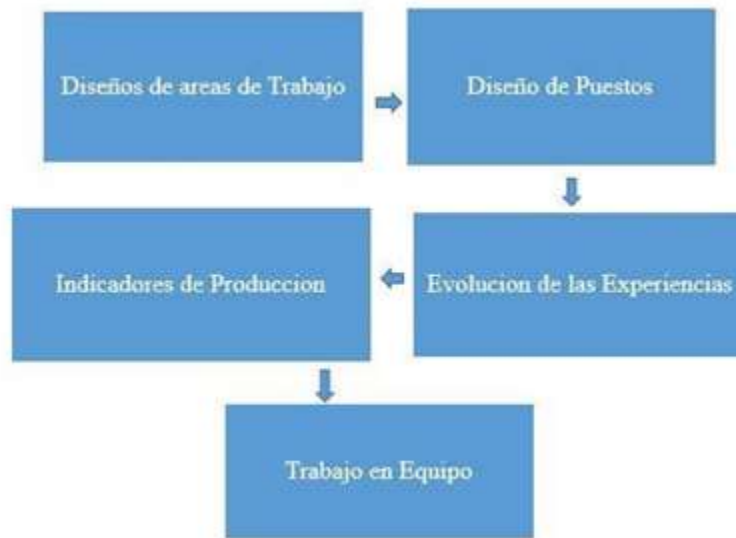 Diseños de areas de Trabajo
Diseño de Puestos
Evolucion de las Experiencias
Indicadores de Produccion
Trabajo en Equipo